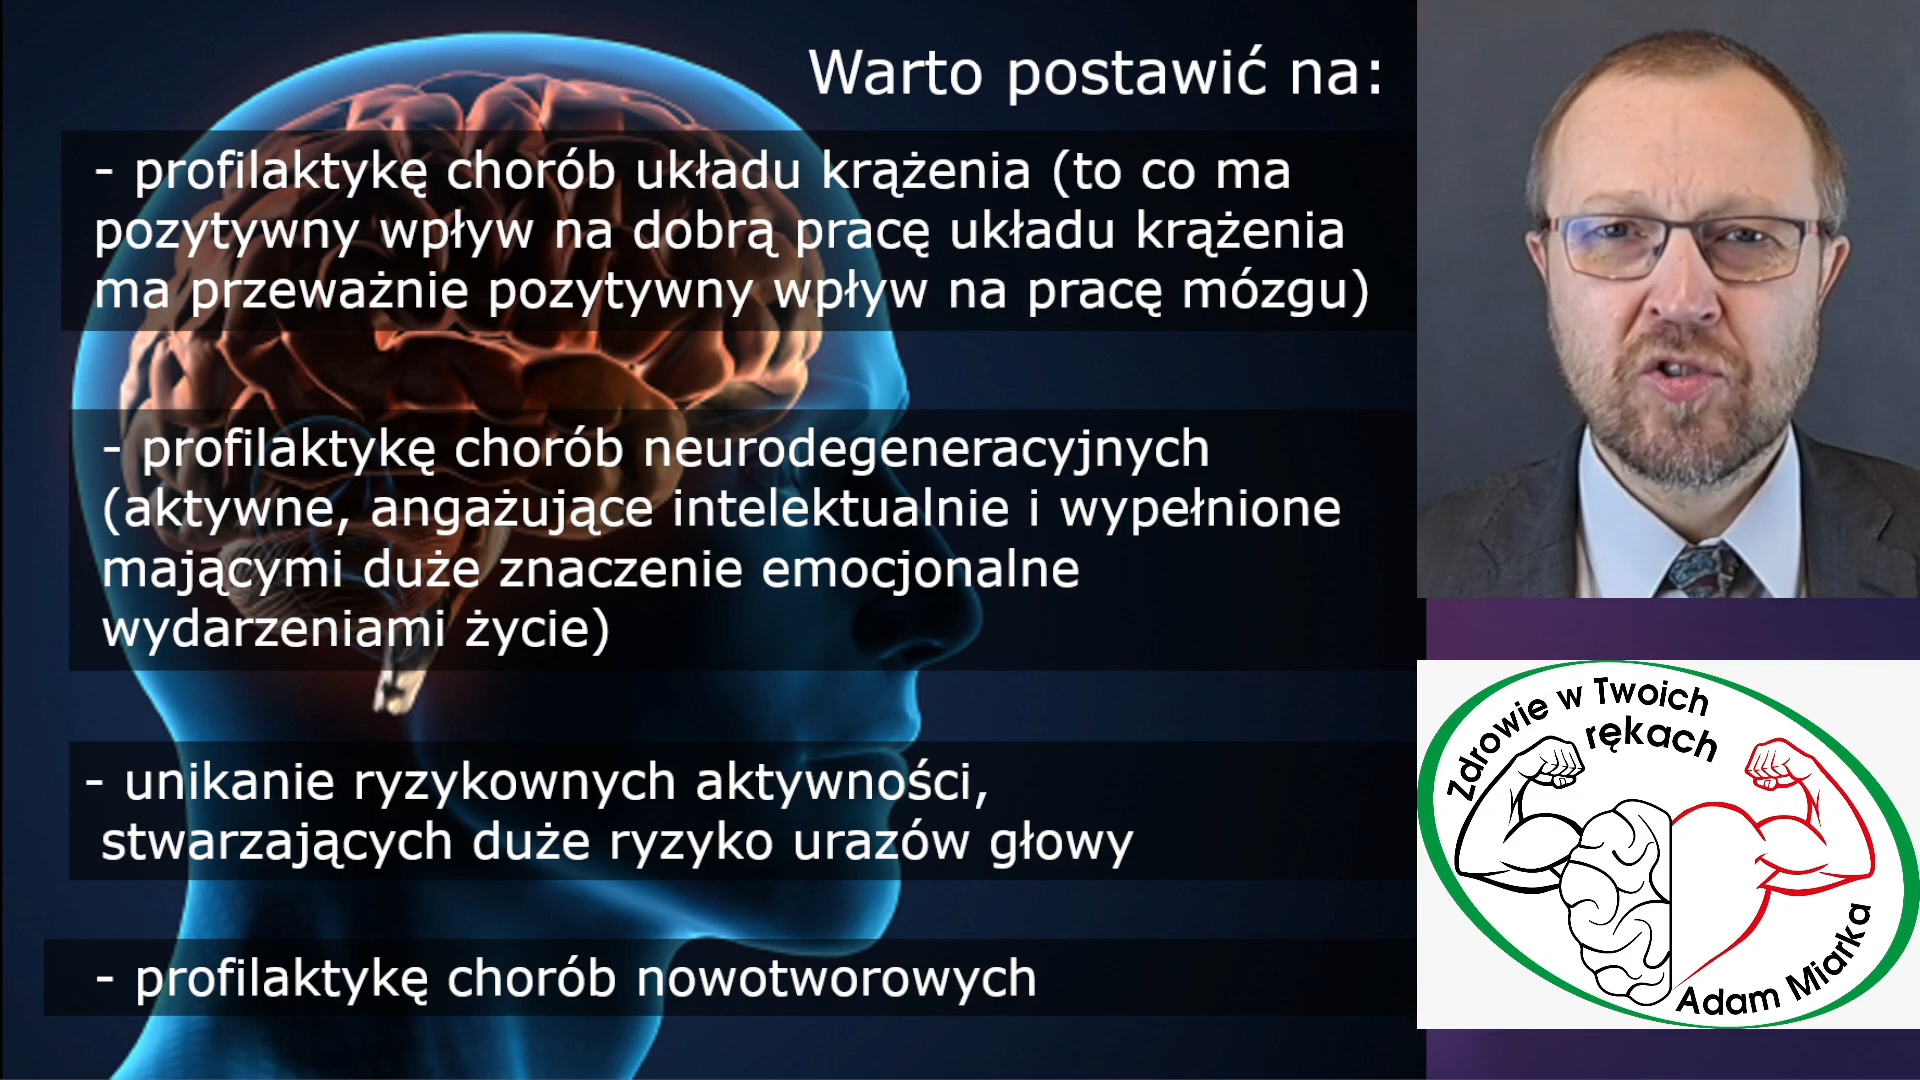 Warto postawić na:
- profilaktykę chorób układu krążenia (to co ma
pozytywny wpływ na dobrą pracę układu krążenia
ma przeważnie pozytywny wpływ na pracę mózgu)
- profilaktykę chorób neurodegeneracyjnych
(aktywne, angażujące intelektualnie i wypełnione
mającymi duże znaczenie emocjonalne
wydarzeniami życie)
- unikanie ryzykownych aktywności,
stwarzających duże ryzyko urazów głowy
- profilaktykę chorób nowotworowych
Zdrowie w Twoich
rękach
Adam Miarka